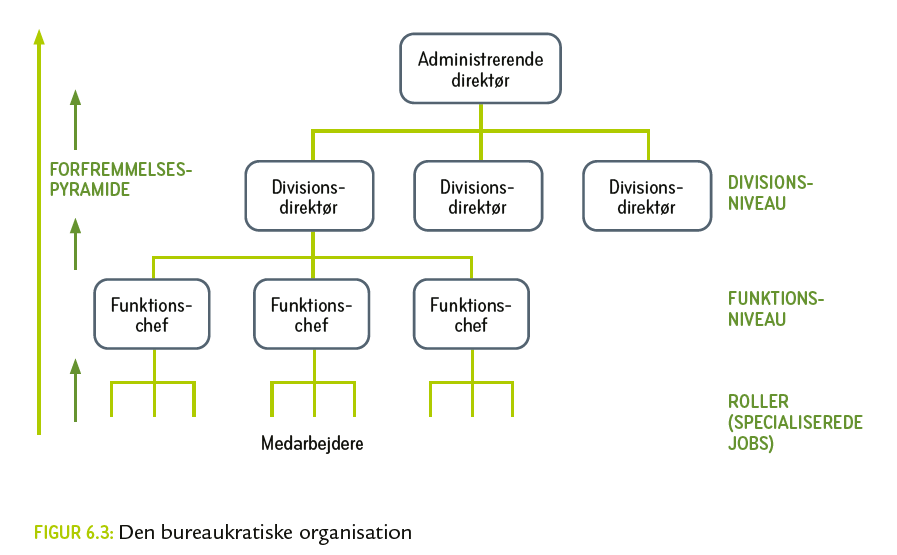 Administrerende
direktør
FORFREMMELSES-
PYRAMIDE
Divisions-
direktør
Divisions-
direktør
Divisions-
direktør
DIVISIONS-
NIVEAU
Funktions-
chef
Funktions-
chef
Funktions-
chef
FUNKTIONS-
NIVEAU
Medarbejdere
ROLLER
(SPECIALISEREDE
JOBS)
FIGUR 6.3: Den bureaukratiske organisation